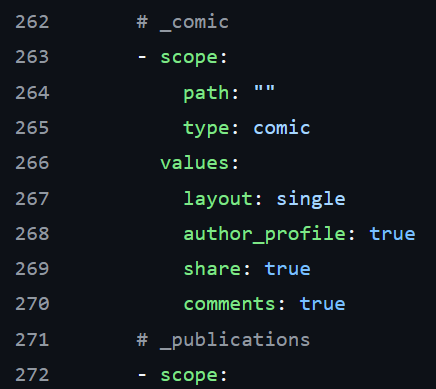 262 # _comic
263 - scope:
264 path: ""
265 type: comic
266 values:
267 layout: single
268 author_profile: true
269 share: true
270 comments: true
271 # _publications
272 - scope: